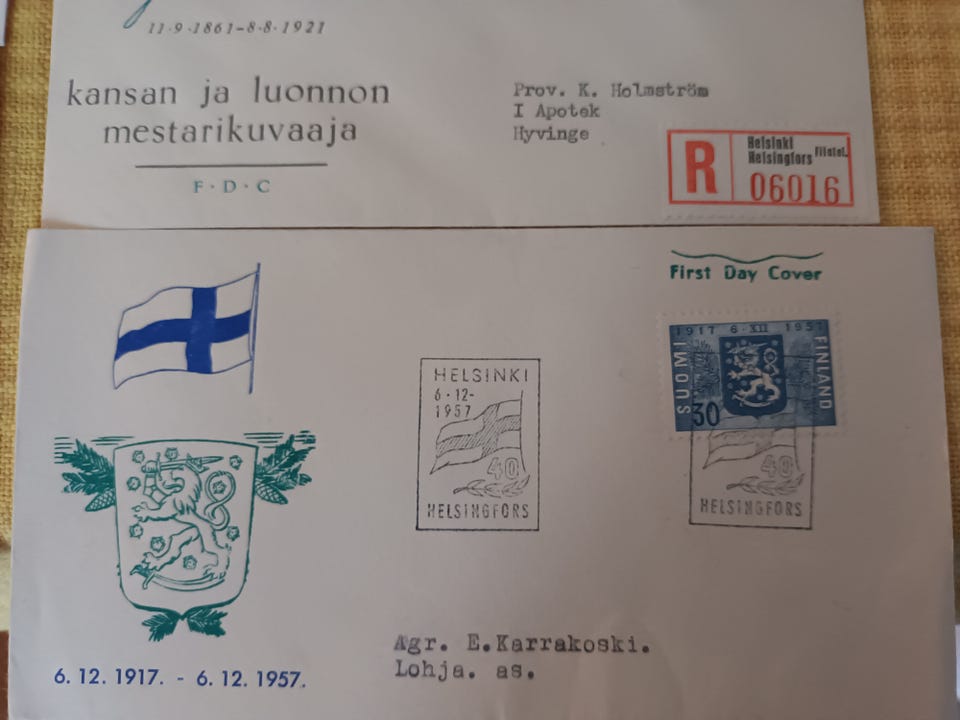 11·9·1861–8·8·1921
kansan ja luonnon
mestarikuvaaja
F·D·C
Prov. K. Holmström
I Apotek
Hyvinge
R
Helsinki
Helsingfors Filatel.
06016
First Day Cover
1917 6·XII 1957
SUOMI
FINLAND
30
HELSINKI
6·12-
1957
40
HELSINGFORS
40
HELSINGFORS
Agr. E.Karrakoski.
Lohja. as.
6. 12. 1917. - 6. 12. 1957.